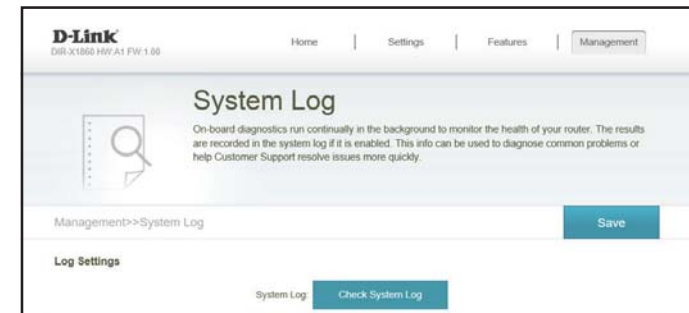 D-Link
DIR-X1860 HW:A1 FW:1.00
Home | Settings | Features | Management
System Log
On-board diagnostics run continually in the background to monitor the health of your router. The results
are recorded in the system log if it is enabled. This info can be used to diagnose common problems or
help Customer Support resolve issues more quickly.
Management>>System Log
Save
Log Settings
System Log: Check System Log